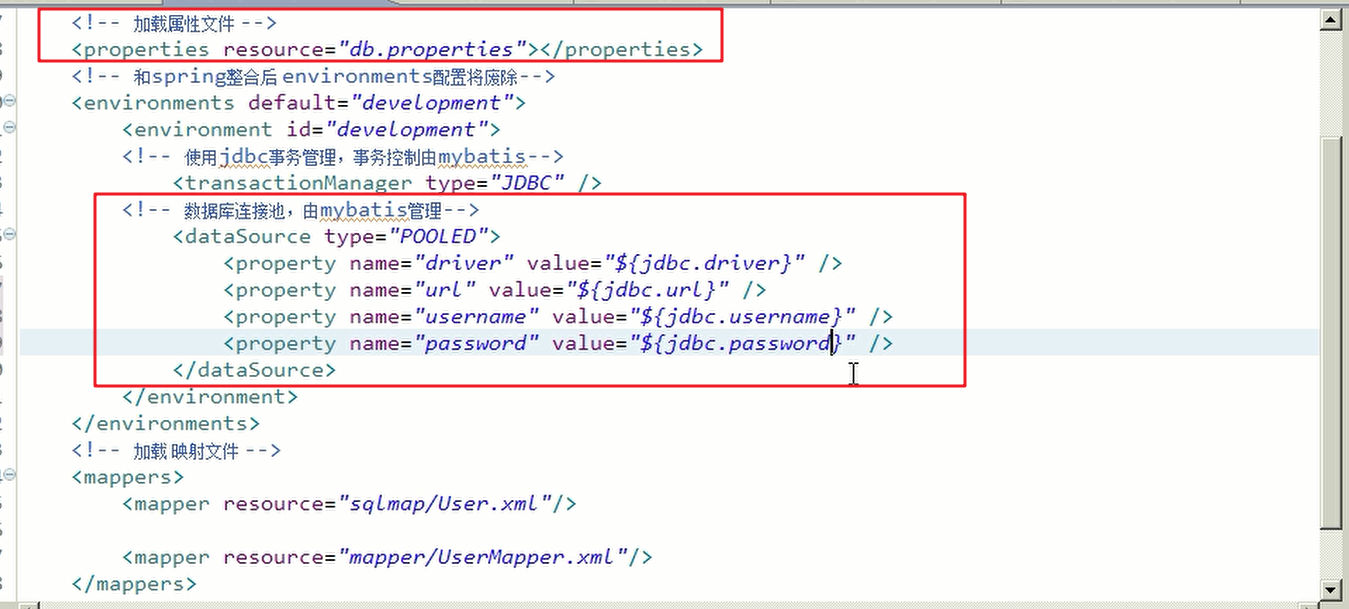 <!-- 加载属性文件 -->
<properties resource="db.properties"></properties>
<!-- 和spring整合后 environments配置将废除-->
<environments default="development">
<environment id="development">
<!-- 使用jdbc事务管理，事务控制由mybatis-->
<transactionManager type="JDBC" />
<!-- 数据库连接池，由mybatis管理-->
<dataSource type="POOLED">
<property name="driver" value="${jdbc.driver}" />
<property name="url" value="${jdbc.url}" />
<property name="username" value="${jdbc.username}" />
<property name="password" value="${jdbc.password}" />
</dataSource>
</environment>
</environments>
<!-- 加载 映射文件 -->
<mappers>
<mapper resource="sqlmap/User.xml"/>
<mapper resource="mapper/UserMapper.xml"/>
</mappers>